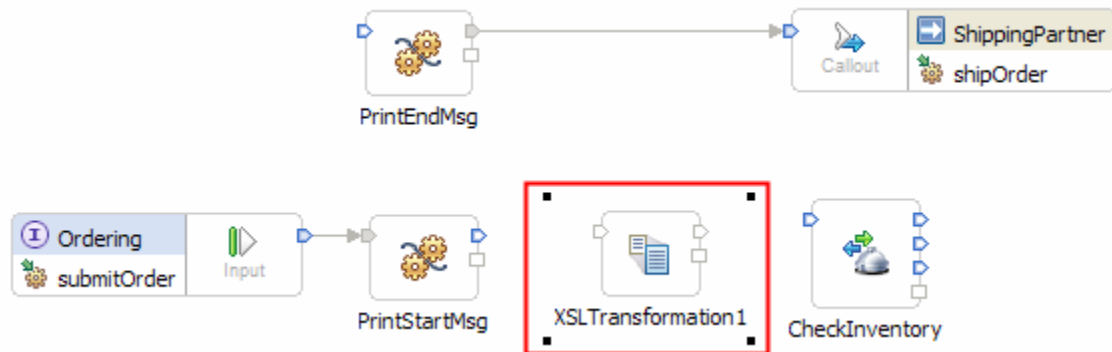 ShippingPartner
Callout
shipOrder
PrintEndMsg
I
Ordering
Input
submitOrder
PrintStartMsg
XSLTransformation1
CheckInventory